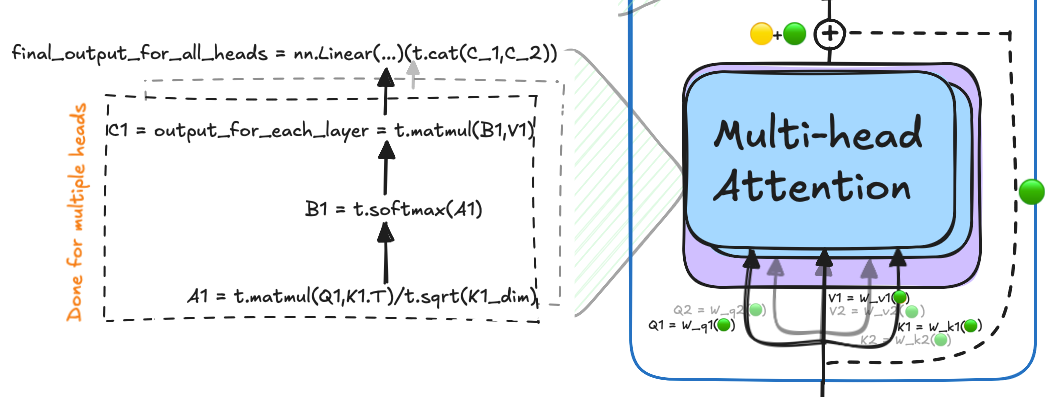 final_output_for_all_heads = nn.Linear(...)(t.cat(C_1,C_2))
C1 = output_for_each_layer = t.matmul(B1,V1)
B1 = t.softmax(A1)
A1 = t.matmul(Q1,K1.T)/t.sqrt(K1_dim)
Done for multiple heads
+
Multi-head
Attention
V1 = w_v1()
Q2 = w_q2()
V2 = w_v2()
Q1 = w_q1()
K1 = w_k1()
K2 = w_k2()